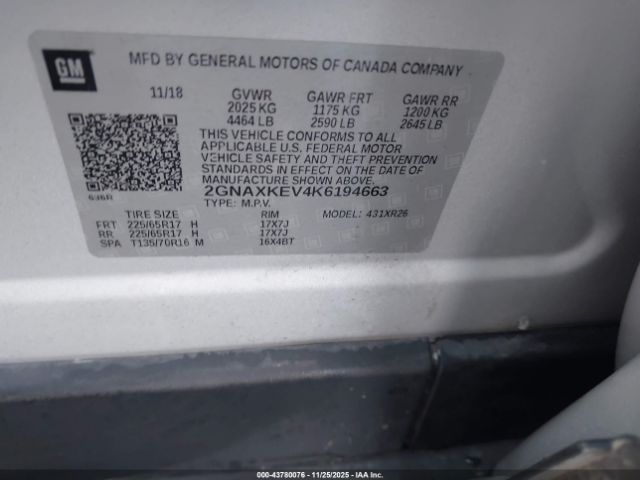 GM
MFD BY GENERAL MOTORS OF CANADA COMPANY
11/18 GVWR GAWR FRT GAWR RR
2025 KG 1175 KG 1200 KG
4464 LB 2590 LB 2645 LB
THIS VEHICLE CONFORMS TO ALL
APPLICABLE U.S. FEDERAL MOTOR
VEHICLE SAFETY AND THEFT PREVENTION
STANDARDS IN EFFECT ON THE DATE OF
MANUFACTURE SHOWN ABOVE.
2GNAXKEV4K6194663
636R TYPE: M.P.V.
TIRE SIZE RIM MODEL: 431XR26
FRT 225/65R17 H 17X7J
RR 225/65R17 H 17X7J
SPA T135/70R16 M 16X4BT
000-43780076 - 11/25/2025 - IAA Inc.